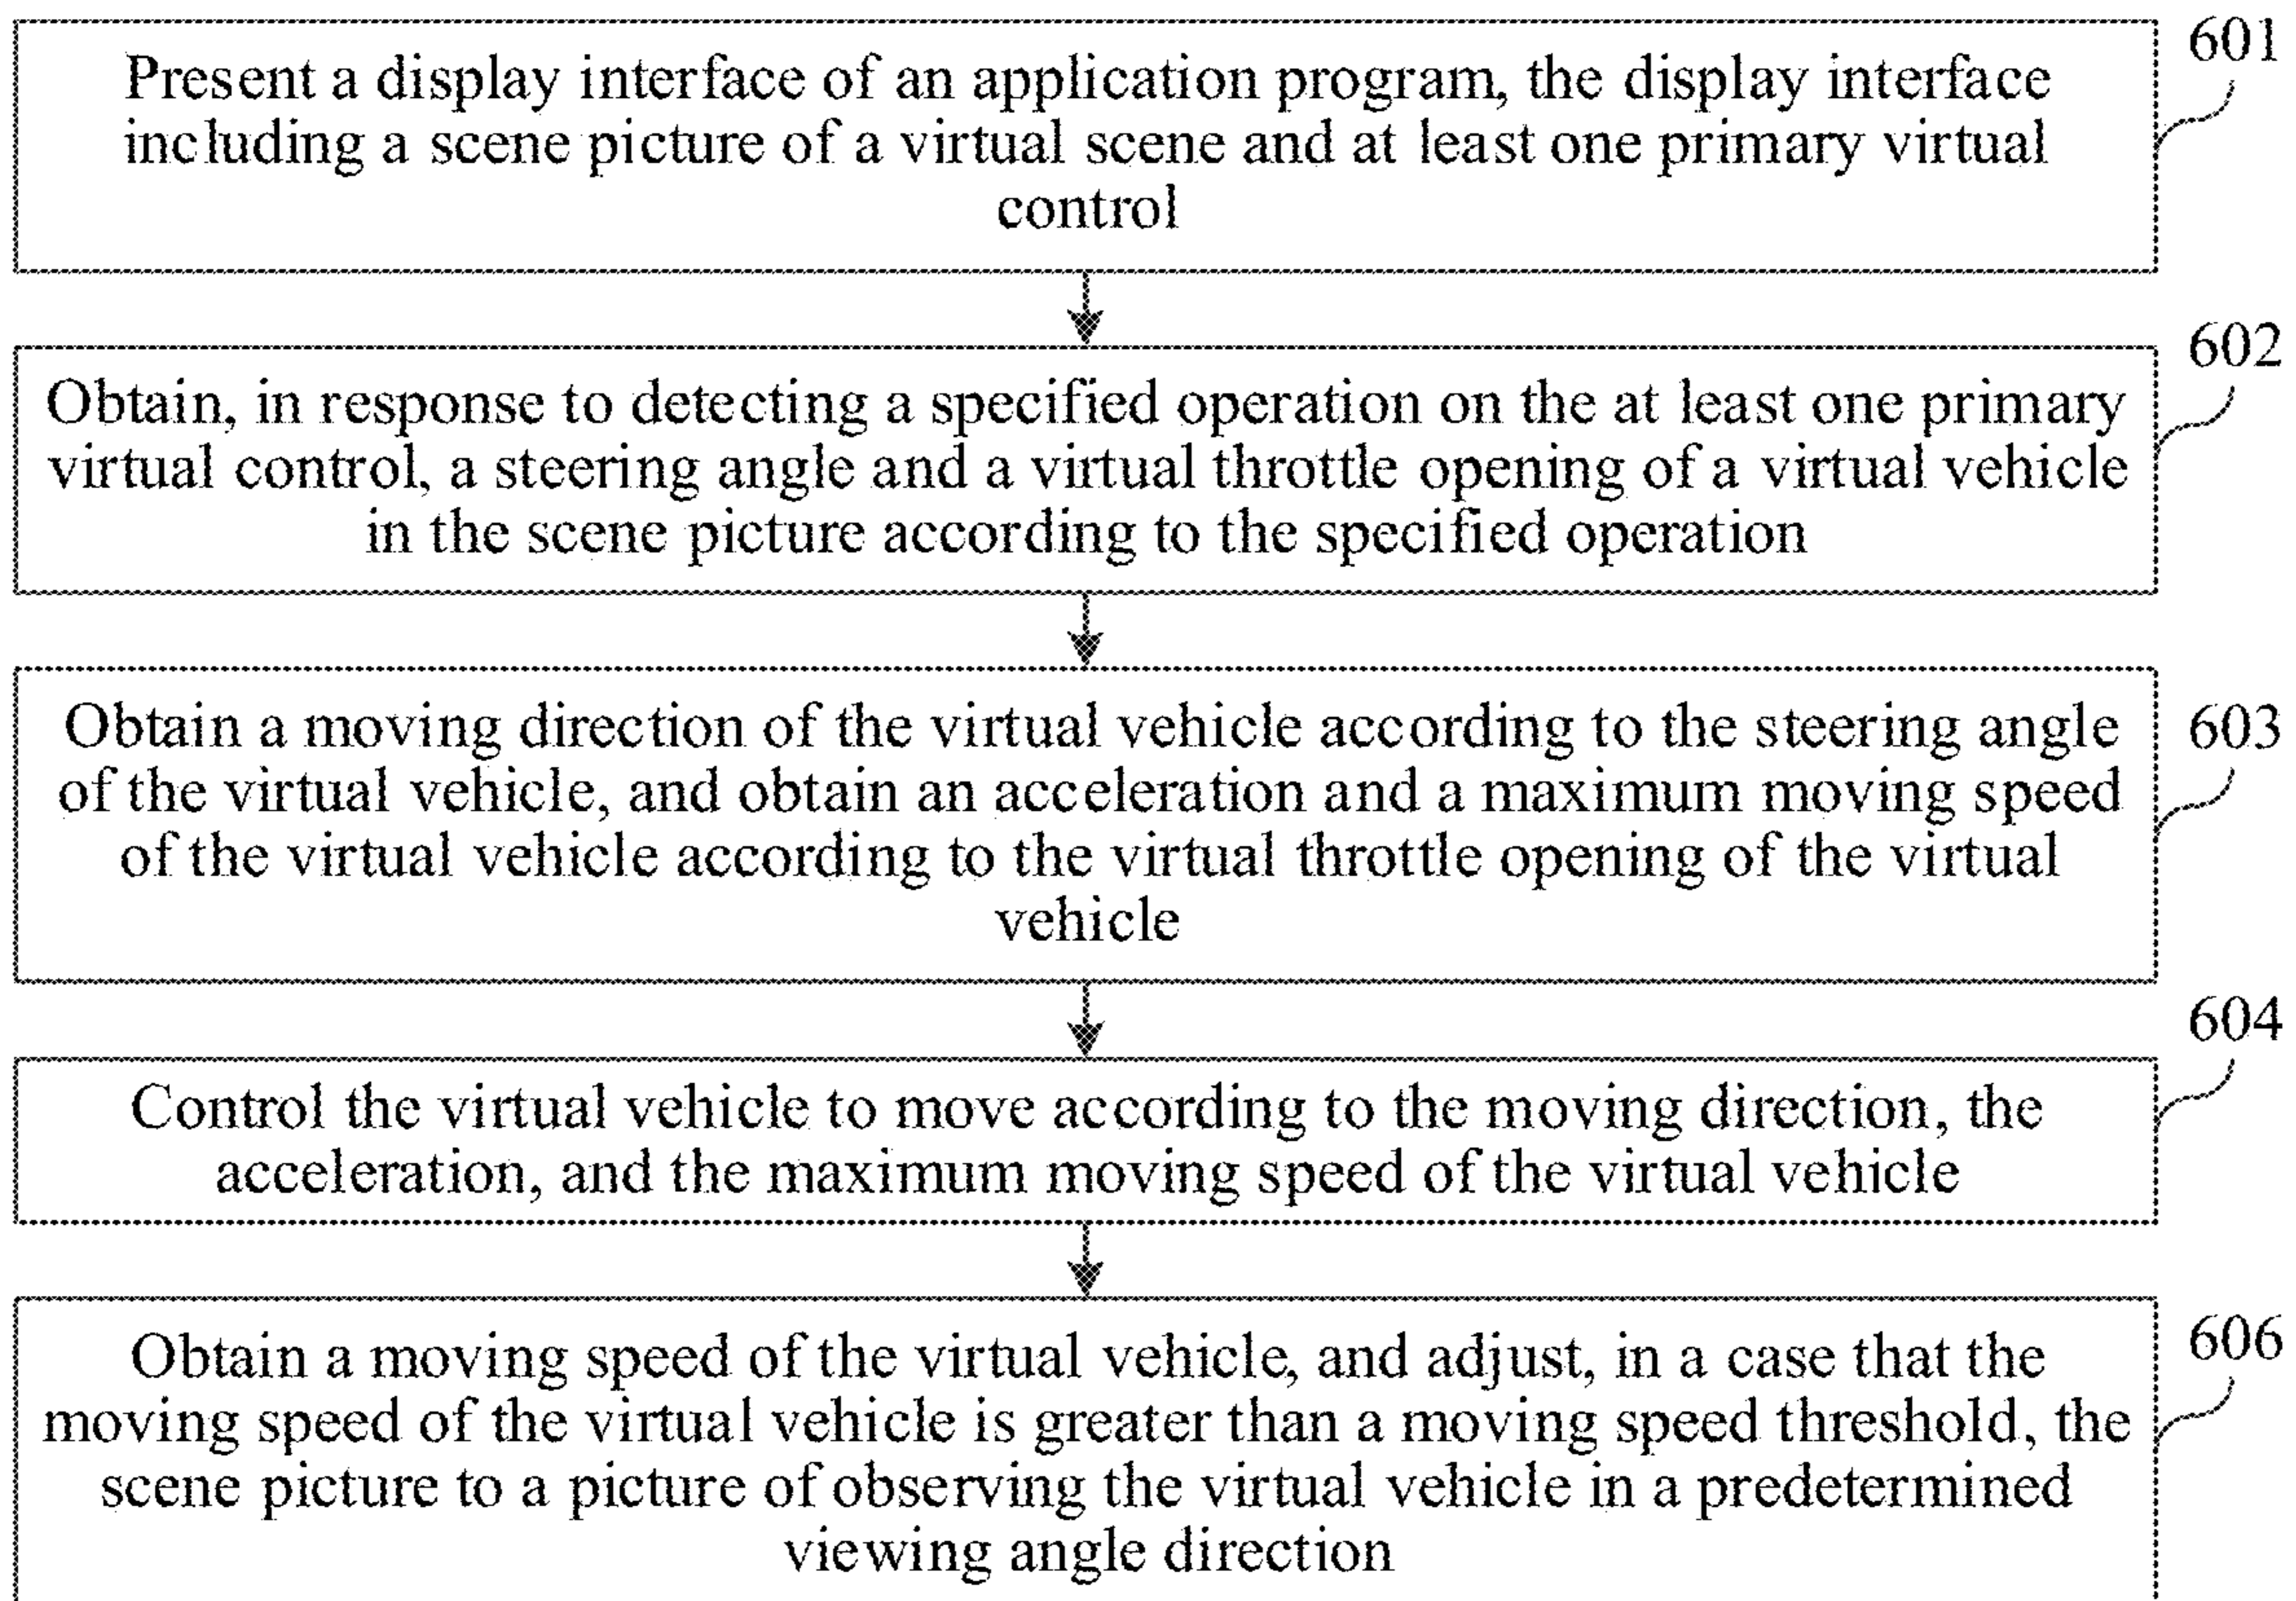 601
Present a display interface of an application program, the display interface
including a scene picture of a virtual scene and at least one primary virtual
control
602
Obtain, in response to detecting a specified operation on the at least one primary
virtual control, a steering angle and a virtual throttle opening of a virtual vehicle
in the scene picture according to the specified operation
603
Obtain a moving direction of the virtual vehicle according to the steering angle
of the virtual vehicle, and obtain an acceleration and a maximum moving speed
of the virtual vehicle according to the virtual throttle opening of the virtual
vehicle
604
Control the virtual vehicle to move according to the moving direction, the
acceleration, and the maximum moving speed of the virtual vehicle
606
Obtain a moving speed of the virtual vehicle, and adjust, in a case that the
moving speed of the virtual vehicle is greater than a moving speed threshold, the
scene picture to a picture of observing the virtual vehicle in a predetermined
viewing angle direction